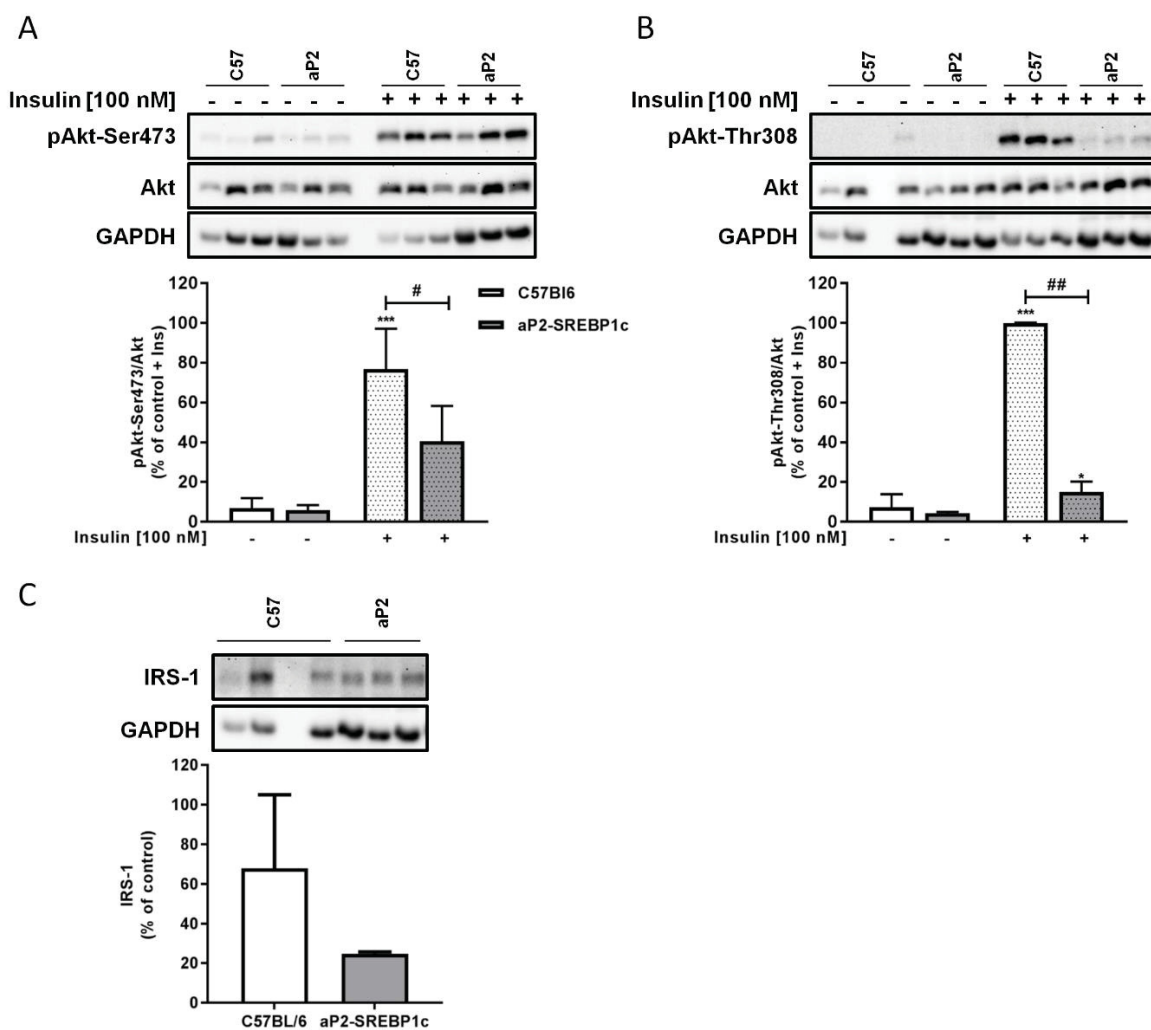 A
C57
aP2
C57
aP2
Insulin [100 nM] - - - - - - + + + + + +
pAkt-Ser473
Akt
GAPDH
pAkt-Ser473/Akt
(% of control + Ins)
120
100
80
60
40
20
0
***
#
C57Bl6
aP2-SREBP1c
Insulin [100 nM] - - + +
B
C57
aP2
C57
aP2
Insulin [100 nM] - - - - - - + + + + + +
pAkt-Thr308
Akt
GAPDH
pAkt-Thr308/Akt
(% of control + Ins)
120
100
80
60
40
20
0
***
##
*
Insulin [100 nM] - - + +
C
C57
aP2
IRS-1
GAPDH
IRS-1
(% of control)
120
100
80
60
40
20
0
C57BL/6 aP2-SREBP1c